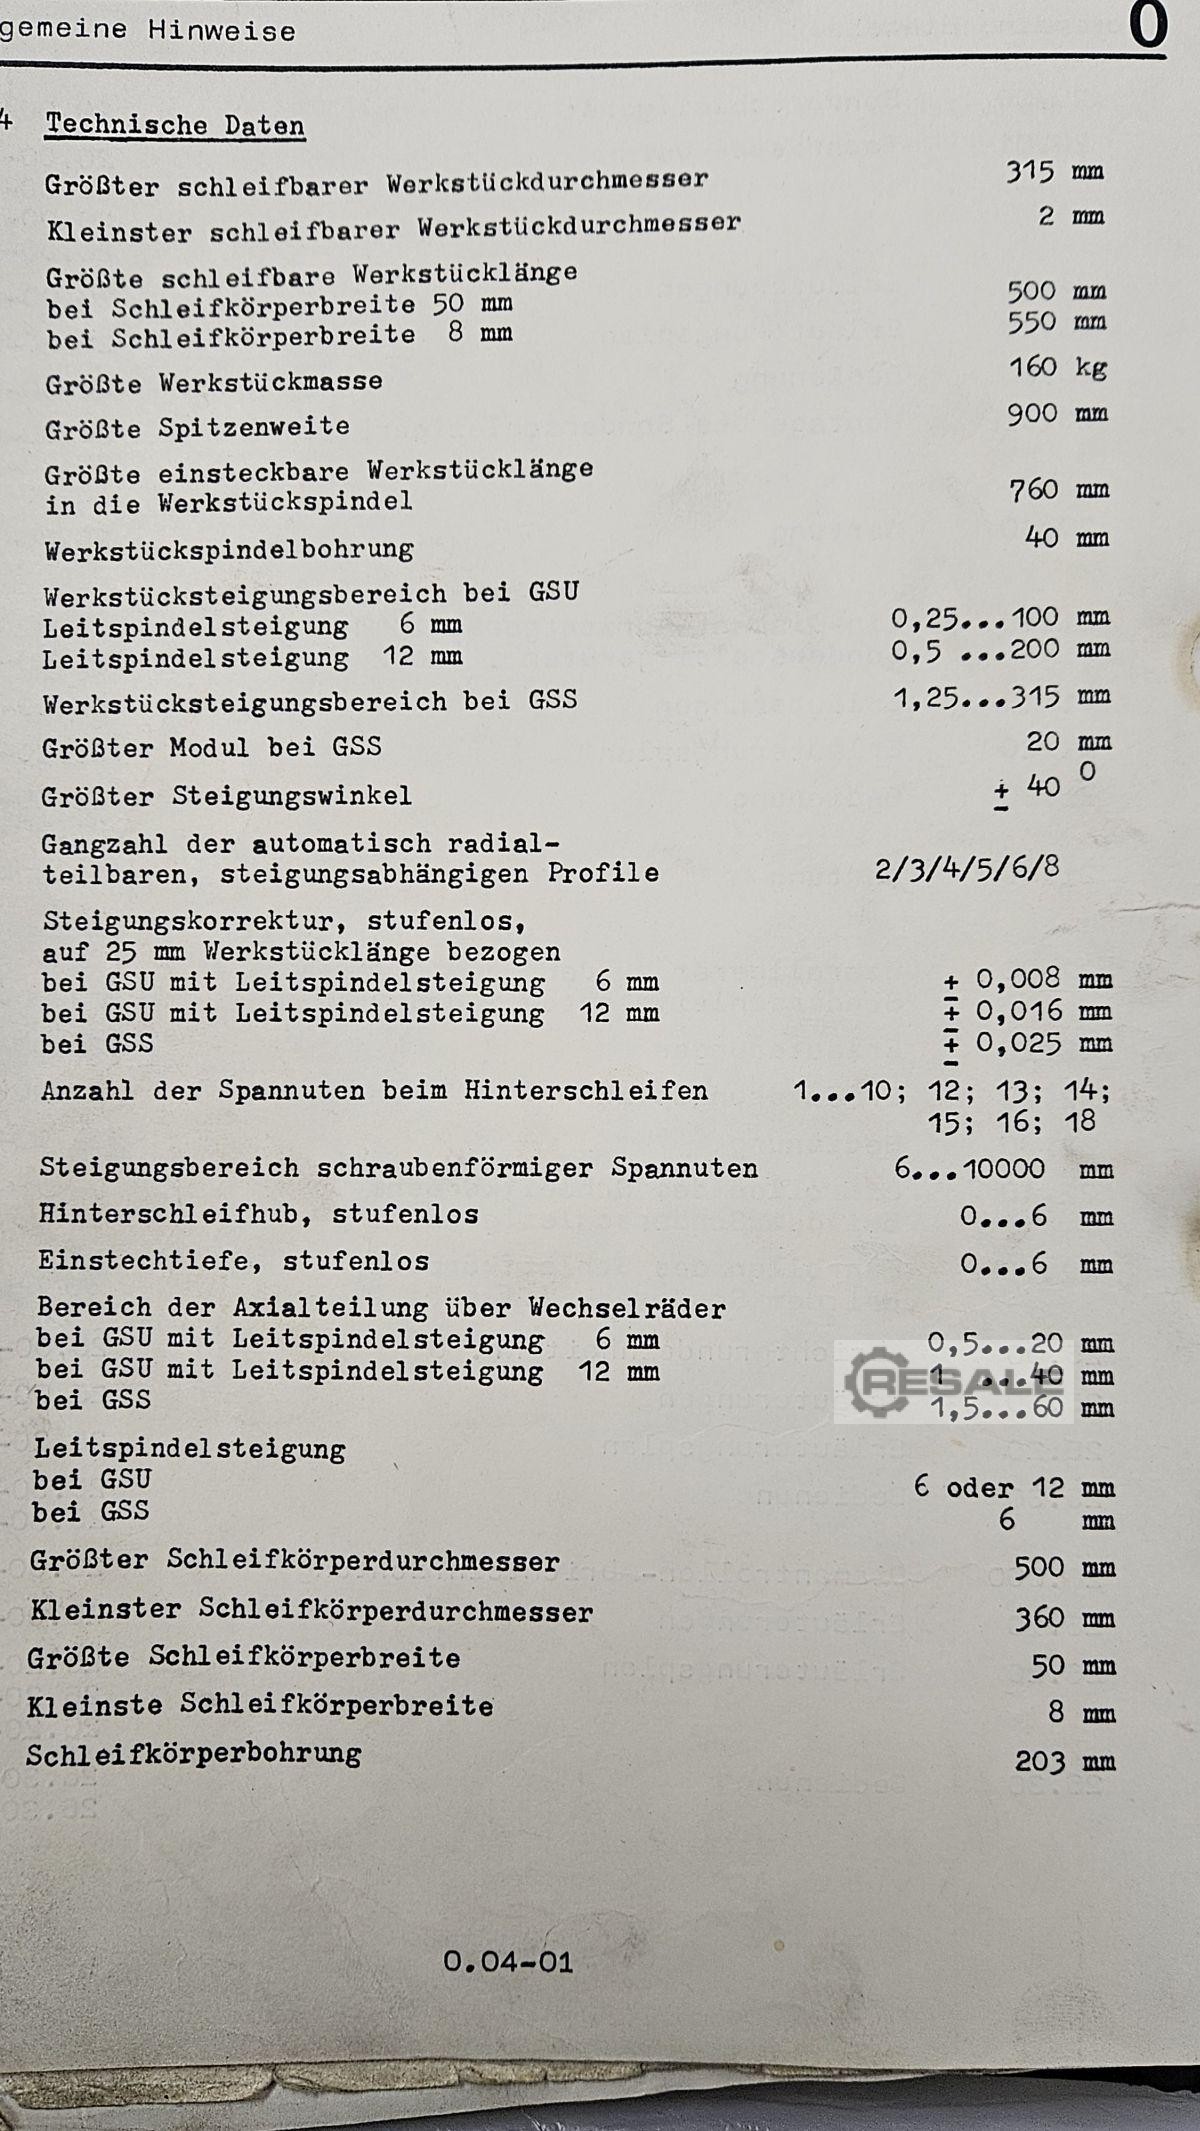 gemeine Hinweise 0
4 Technische Daten
Größter schleifbarer Werkstückdurchmesser 315 mm
Kleinster schleifbarer Werkstückdurchmesser 2 mm
Größte schleifbare Werkstücklänge
bei Schleifkörperbreite 50 mm 500 mm
bei Schleifkörperbreite 8 mm 550 mm
Größte Werkstückmasse 160 kg
Größte Spitzenweite 900 mm
Größte einsteckbare Werkstücklänge
in die Werkstückspindel 760 mm
Werkstückspindelbohrung 40 mm
Werkstücksteigungsbereich bei GSU
Leitspindelsteigung 6 mm 0,25...100 mm
Leitspindelsteigung 12 mm 0,5 ...200 mm
Werkstücksteigungsbereich bei GSS 1,25...315 mm
Größter Modul bei GSS 20 mm
Größter Steigungswinkel ± 40 °
Gangzahl der automatisch radial-
teilbaren, steigungsabhängigen Profile 2/3/4/5/6/8
Steigungskorrektur, stufenlos,
auf 25 mm Werkstücklänge bezogen
bei GSU mit Leitspindelsteigung 6 mm ± 0,008 mm
bei GSU mit Leitspindelsteigung 12 mm ± 0,016 mm
bei GSS ± 0,025 mm
Anzahl der Spannuten beim Hinterschleifen 1...10; 12; 13; 14;
15; 16; 18
Steigungsbereich schraubenförmiger Spannuten 6...10000 mm
Hinterschleifhub, stufenlos 0...6 mm
Einstechtiefe, stufenlos 0...6 mm
Bereich der Axialteilung über Wechselräder
bei GSU mit Leitspindelsteigung 6 mm 0,5...20 mm
bei GSU mit Leitspindelsteigung 12 mm 1 ...40 mm
bei GSS 1,5...60 mm
RESALE
Leitspindelsteigung
bei GSU 6 oder 12 mm
bei GSS 6 mm
Größter Schleifkörperdurchmesser 500 mm
Kleinster Schleifkörperdurchmesser 360 mm
Größte Schleifkörperbreite 50 mm
Kleinste Schleifkörperbreite 8 mm
Schleifkörperbohrung 203 mm
0.04-01